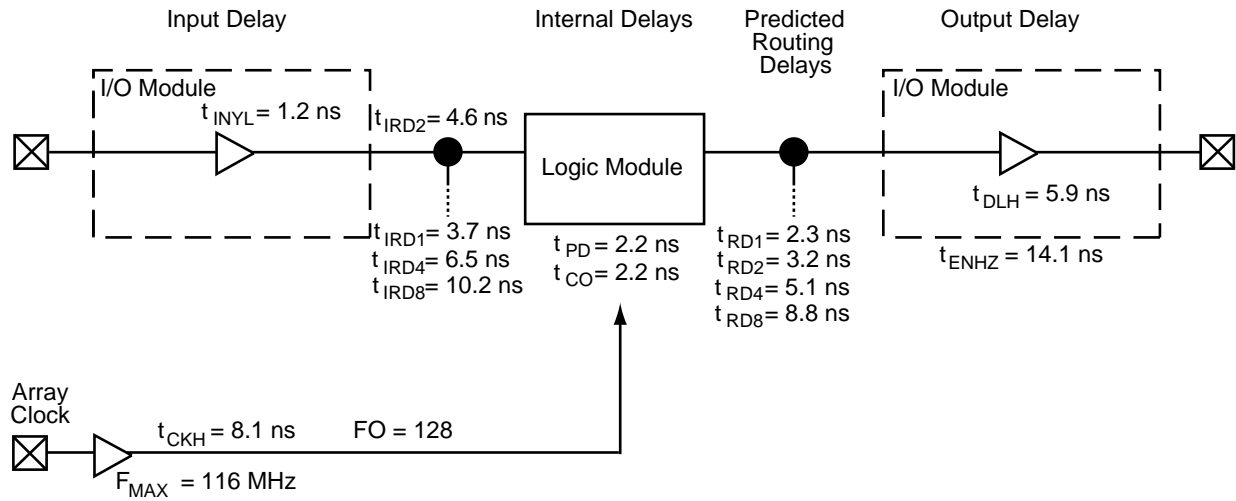 Input Delay
Internal Delays
Predicted
Routing
Delays
Output Delay
I/O Module
t INYL = 1.2 ns
t IRD2 = 4.6 ns
Logic Module
I/O Module
t DLH = 5.9 ns
t IRD1 = 3.7 ns
t IRD4 = 6.5 ns
t IRD8 = 10.2 ns
t PD = 2.2 ns
t CO = 2.2 ns
t RD1 = 2.3 ns
t RD2 = 3.2 ns
t RD4 = 5.1 ns
t RD8 = 8.8 ns
t ENHZ = 14.1 ns
Array
Clock
t CKH = 8.1 ns
FO = 128
F MAX = 116 MHz